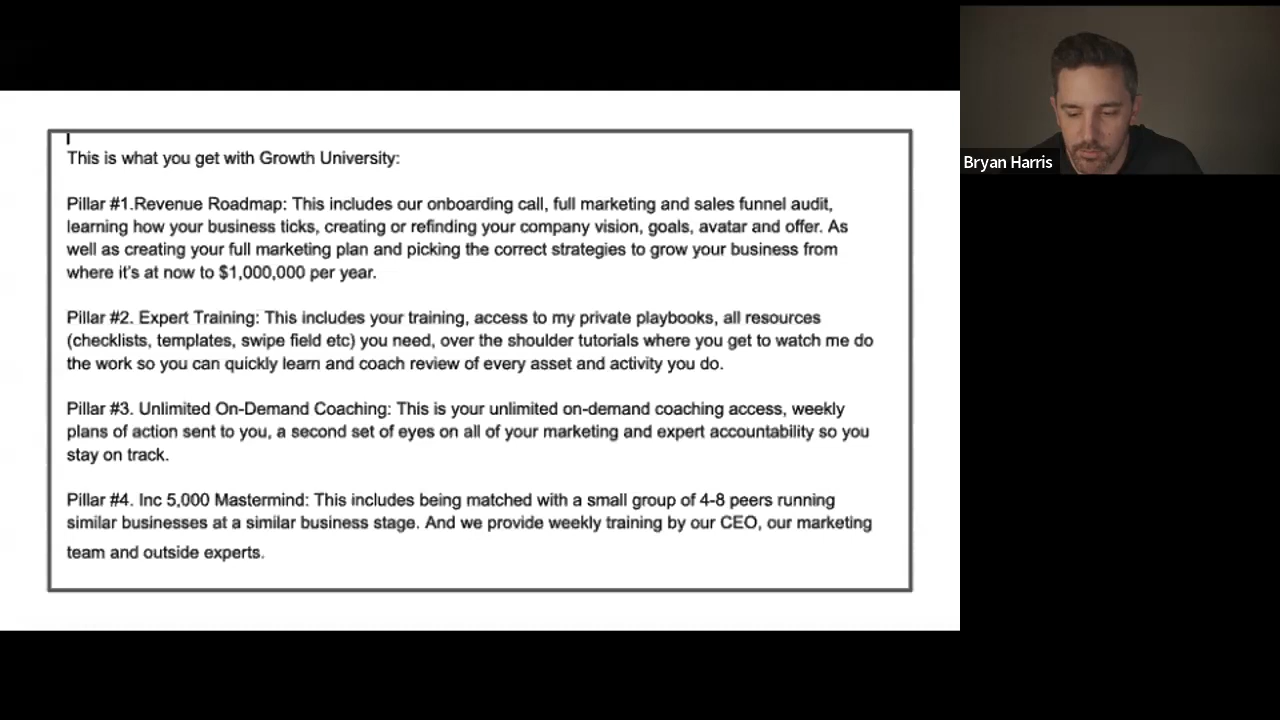 This is what you get with Growth University:
Pillar #1.Revenue Roadmap: This includes our onboarding call, full marketing and sales funnel audit,
learning how your business ticks, creating or refinding your company vision, goals, avatar and offer. As
well as creating your full marketing plan and picking the correct strategies to grow your business from
where it's at now to $1,000,000 per year.
Pillar #2. Expert Training: This includes your training, access to my private playbooks, all resources
(checklists, templates, swipe field etc) you need, over the shoulder tutorials where you get to watch me do
the work so you can quickly learn and coach review of every asset and activity you do.
Pillar #3. Unlimited On-Demand Coaching: This is your unlimited on-demand coaching access, weekly
plans of action sent to you, a second set of eyes on all of your marketing and expert accountability so you
stay on track.
Pillar #4. Inc 5,000 Mastermind: This includes being matched with a small group of 4-8 peers running
similar businesses at a similar business stage. And we provide weekly training by our CEO, our marketing
team and outside experts.
Bryan Harris